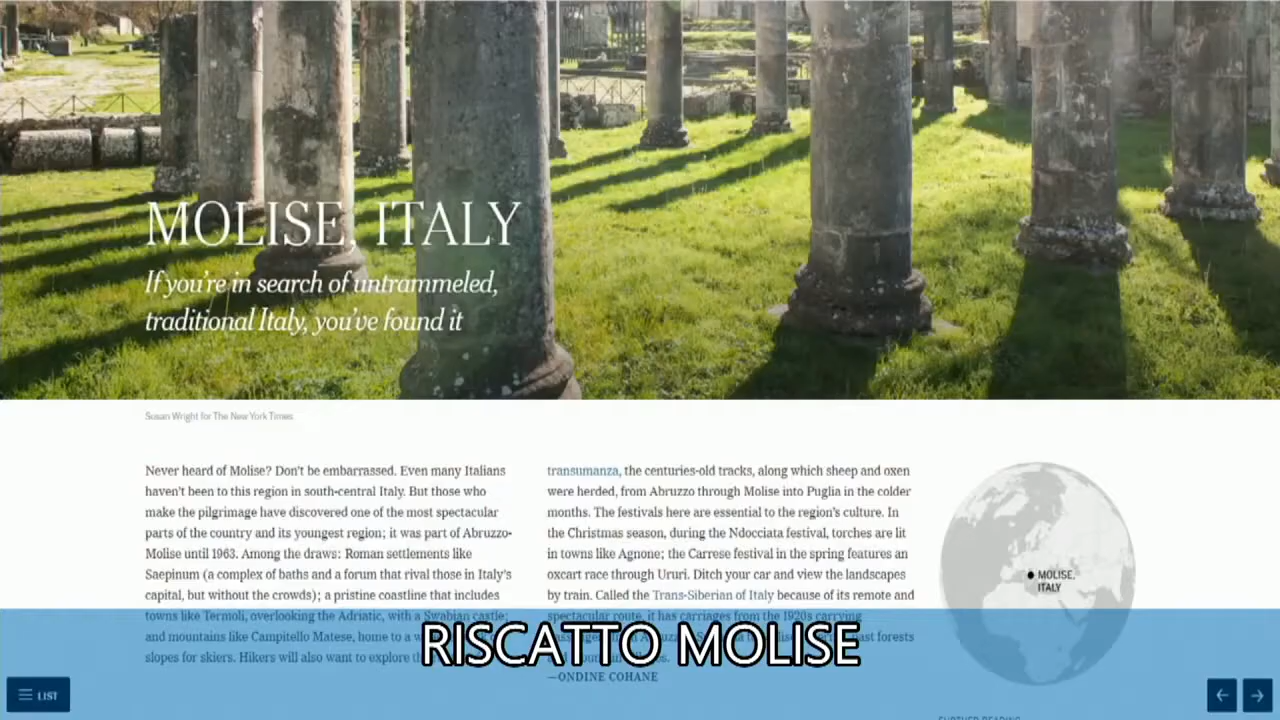 MOLISE, ITALY
If you're in search of untrammeled,
traditional Italy, you've found it
Susan Wright for The New York Times
Never heard of Molise? Don't be embarrassed. Even many Italians
haven't been to this region in south-central Italy. But those who
make the pilgrimage have discovered one of the most spectacular
parts of the country and its youngest region; it was part of Abruzzo-
Molise until 1963. Among the draws: Roman settlements like
Saepinum (a complex of baths and a forum that rival those in Italy's
capital, but without the crowds); a pristine coastline that includes
towns like Termoli, overlooking the Adriatic, with a Swabian castle;
and mountains like Campitello Matese, home to a
slopes for skiers. Hikers will also want to explore
transumanza, the centuries-old tracks, along which sheep and oxen
were herded, from Abruzzo through Molise into Puglia in the colder
months. The festivals here are essential to the region's culture. In
the Christmas season, during the Ndocciata festival, torches are lit
in towns like Agnone; the Carrese festival in the spring features an
oxcart race through Ururi. Ditch your car and view the landscapes
by train. Called the Trans-Siberian of Italy because of its remote and
spectacular route, it has carriages from the 1920s carrying
forests
—ONDINE COHANE
MOLISE,
ITALY
RISCATTO MOLISE
LIST